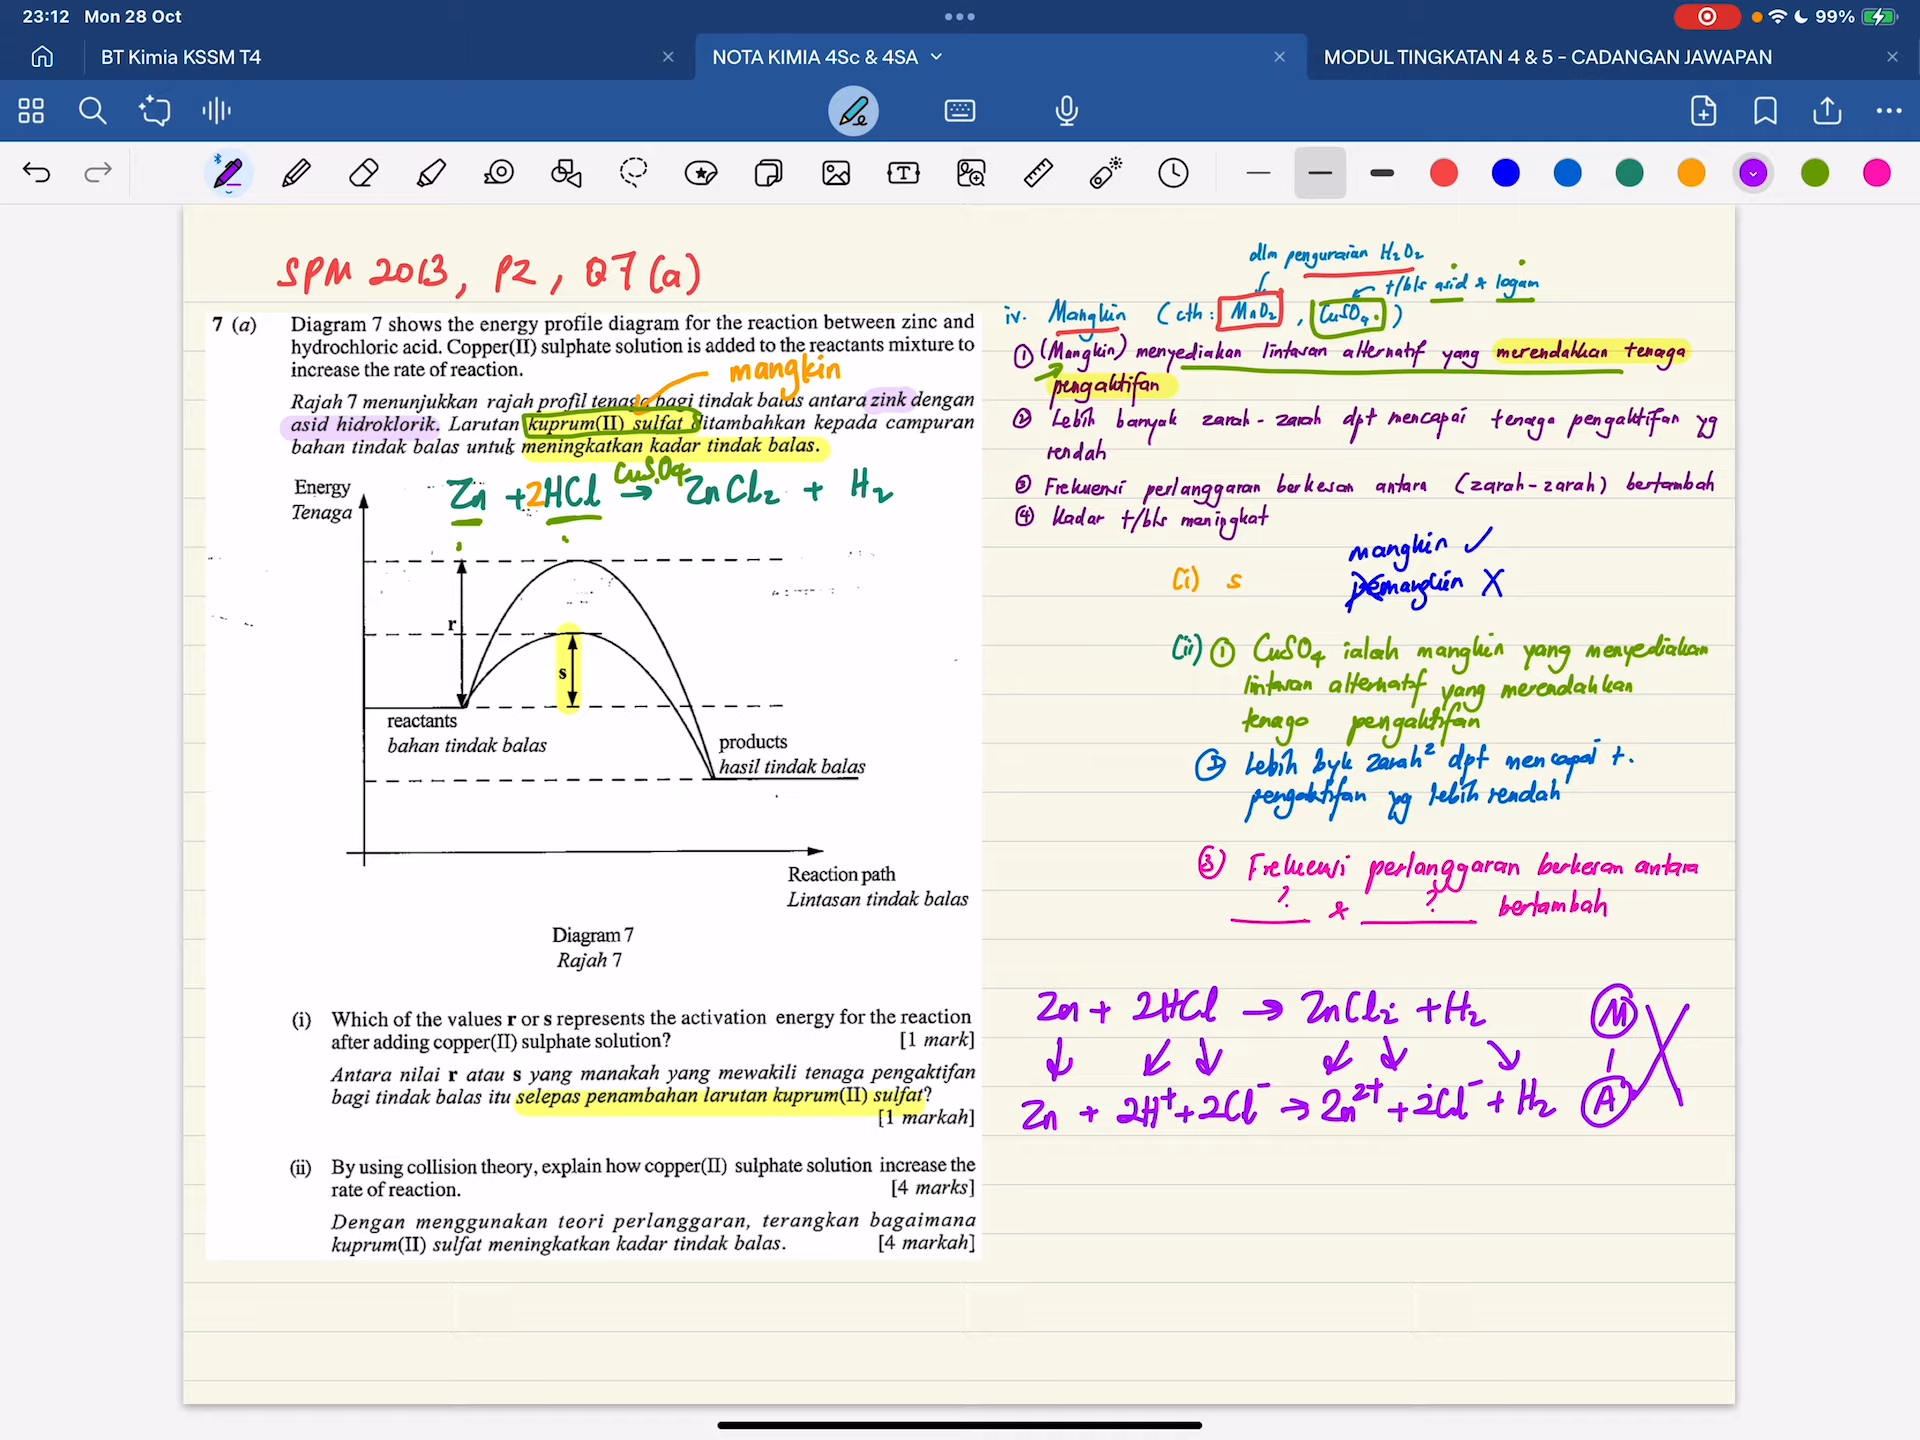 23:12 Mon 28 Oct
99%
BT Kimia KSSM T4
NOTA KIMIA 4Sc & 4SA
MODUL TINGKATAN 4 & 5 – CADANGAN JAWAPAN
SPM 2013, P2, Q7 (a)
7 (a) Diagram 7 shows the energy profile diagram for the reaction between zinc and
hydrochloric acid. Copper(II) sulphate solution is added to the reactants mixture to
increase the rate of reaction.
mangkin
Rajah 7 menunjukkan rajah profil tenaga bagi tindak balas antara zink dengan
asid hidroklorik. Larutan kuprum(II) sulfat ditambahkan kepada campuran
bahan tindak balas untuk meningkatkan kadar tindak balas.
CuSO4
Zn + 2HCl → ZnCl2 + H2
Energy
Tenaga
r
s
reactants
bahan tindak balas
products
hasil tindak balas
Reaction path
Lintasan tindak balas
Diagram 7
Rajah 7
(i) Which of the values r or s represents the activation energy for the reaction
after adding copper(II) sulphate solution? [1 mark]
Antara nilai r atau s yang manakah yang mewakili tenaga pengaktifan
bagi tindak balas itu selepas penambahan larutan kuprum(II) sulfat?
[1 markah]
(ii) By using collision theory, explain how copper(II) sulphate solution increase the
rate of reaction. [4 marks]
Dengan menggunakan teori perlanggaran, terangkan bagaimana
kuprum(II) sulfat meningkatkan kadar tindak balas. [4 markah]
dlm penguraian H2O2
t/bls asid & logam
iv. Mangkin (cth: MnO2, CuSO4)
① (Mangkin) menyediakan lintasan alternatif yang merendahkan tenaga
pengaktifan
② Lebih banyak zarah-zarah dpt mencapai tenaga pengaktifan yg
rendah
③ Frekuensi perlanggaran berkesan antara (zarah-zarah) bertambah
④ Kadar t/bls meningkat
mangkin ✓
pemangkin X
(i) s
(ii) ① CuSO4 ialah mangkin yang menyediakan
lintasan alternatif yang merendahkan
tenaga pengaktifan
② Lebih byk zarah² dpt mencapai t.
pengaktifan yg lebih rendah
③ Frekuensi perlanggaran berkesan antara
? & ? bertambah
Zn + 2HCl → ZnCl2 + H2 M
Zn + 2H⁺ + 2Cl⁻ → Zn²⁺ + 2Cl⁻ + H2 A